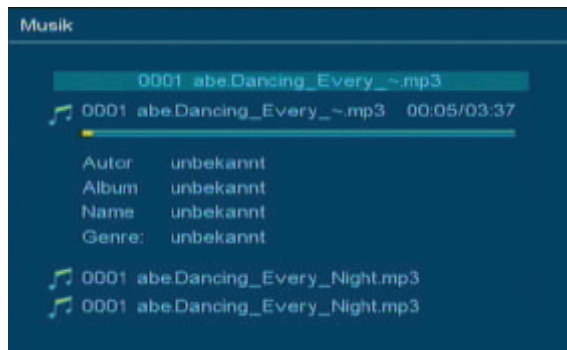 Musik
0001 abe.Dancing_Every_~.mp3
0001 abe.Dancing_Every_~.mp3 00:05/03:37
Autor unbekannt
Album unbekannt
Name unbekannt
Genre: unbekannt
0001 abe.Dancing_Every_Night.mp3
0001 abe.Dancing_Every_Night.mp3